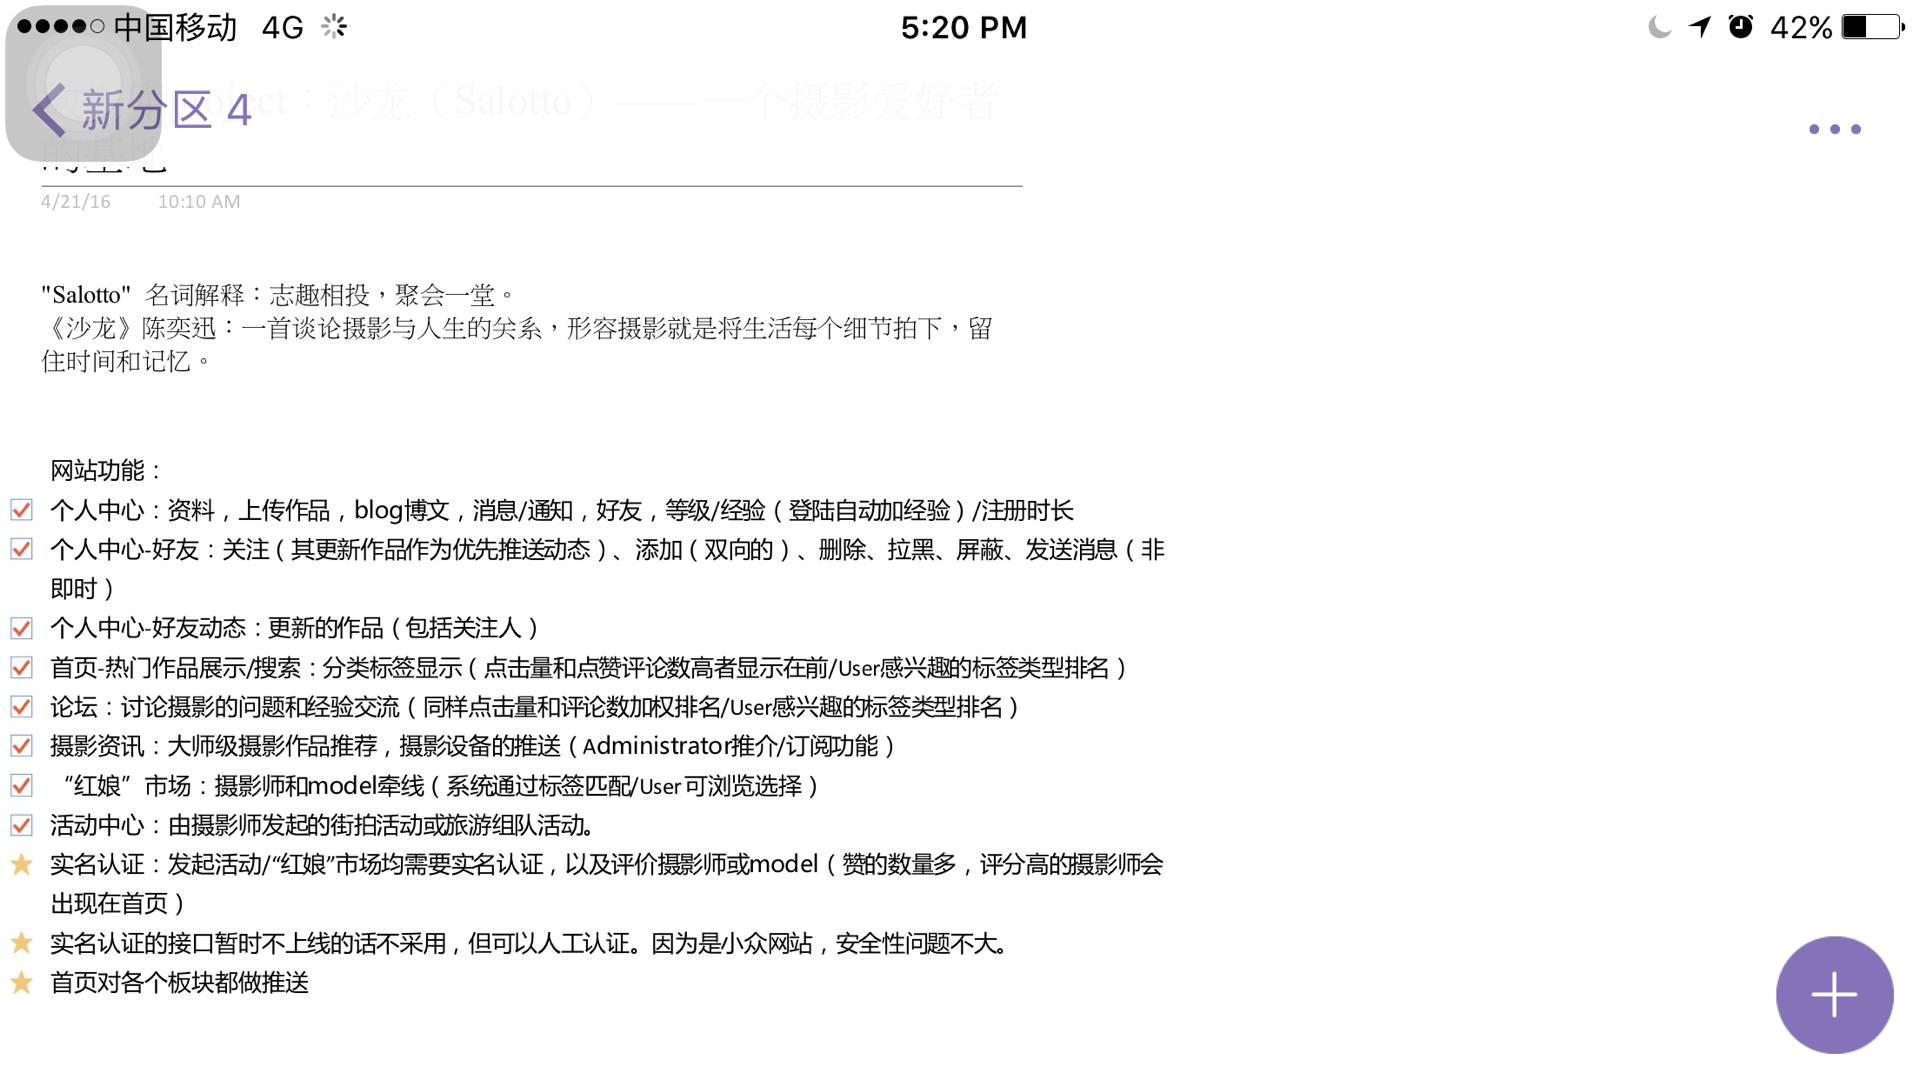 中国移动 4G 5:20 PM 42%
新分区 4
ject：沙龙（Salotto）——一个摄影爱好者
4/21/16 10:10 AM
"Salotto" 名词解释：志趣相投，聚会一堂。
《沙龙》陈奕迅：一首谈论摄影与人生的关系，形容摄影就是将生活每个细节拍下，留
住时间和记忆。
网站功能：
个人中心：资料，上传作品，blog博文，消息/通知，好友，等级/经验（登陆自动加经验）/注册时长
个人中心-好友：关注（其更新作品作为优先推送动态）、添加（双向的）、删除、拉黑、屏蔽、发送消息（非
即时）
个人中心-好友动态：更新的作品（包括关注人）
首页-热门作品展示/搜索：分类标签显示（点击量和点赞评论数高者显示在前/User感兴趣的标签类型排名）
论坛：讨论摄影的问题和经验交流（同样点击量和评论数加权排名/User感兴趣的标签类型排名）
摄影资讯：大师级摄影作品推荐，摄影设备的推送（Administrator推介/订阅功能）
“红娘”市场：摄影师和model牵线（系统通过标签匹配/User可浏览选择）
活动中心：由摄影师发起的街拍活动或旅游组队活动。
实名认证：发起活动/“红娘”市场均需要实名认证，以及评价摄影师或model（赞的数量多，评分高的摄影师会
出现在首页）
实名认证的接口暂时不上线的话不采用，但可以人工认证。因为是小众网站，安全性问题不大。
首页对各个板块都做推送